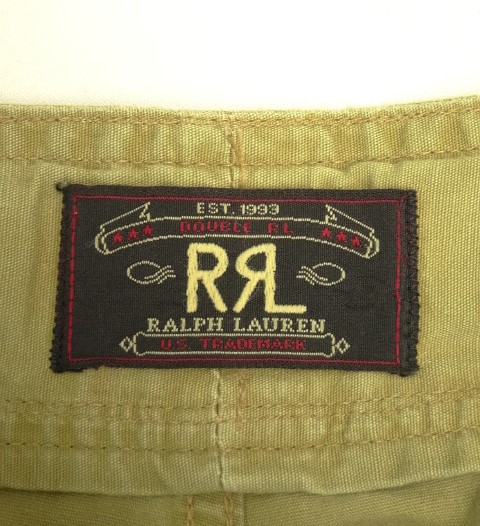 EST. 1993
DOUBLE RL
RRL
RALPH LAUREN
U.S. TRADEMARK